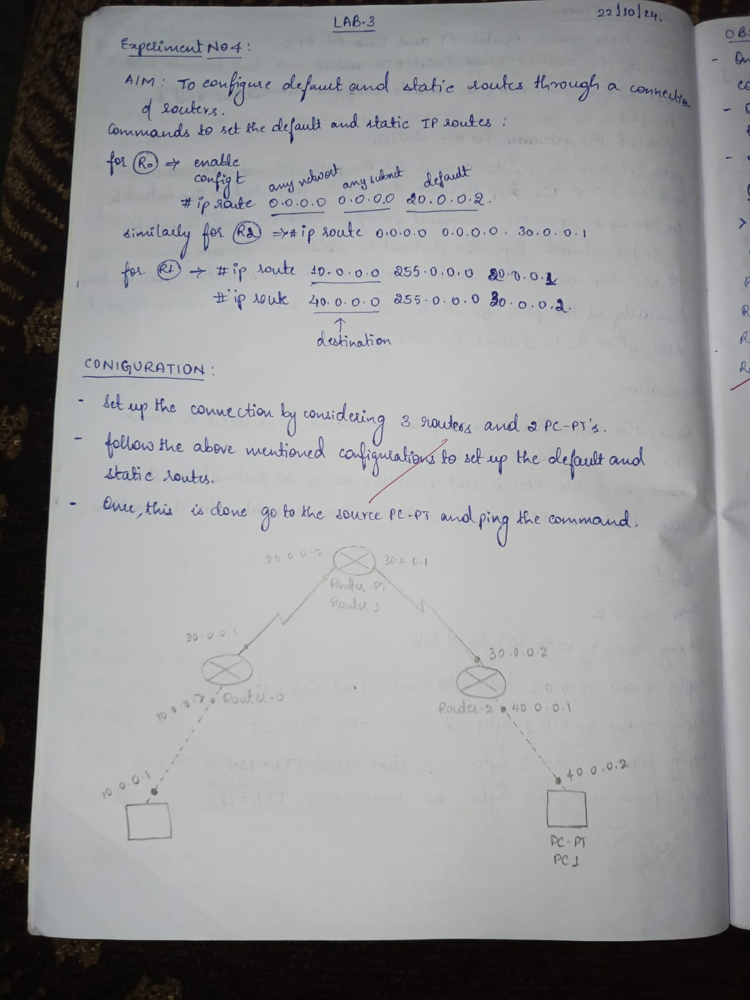 LAB-3
22/10/24.
Experiment No 4:
AIM: To configure default and static routes through a connection
of routers.
Commands to set the default and static IP routes:
for R0 ⇒ enable
config t
any network any subnet default
# ip route 0.0.0.0 0.0.0.0 20.0.0.2.
similarly for R2 ⇒ # ip route 0.0.0.0 0.0.0.0. 30.0.0.1
for R1 → # ip route 10.0.0.0 255.0.0.0 20.0.0.1
# ip route 40.0.0.0 255.0.0.0 30.0.0.2.
↑
destination
CONIGURATION:
- Set up the connection by considering 3 routers and 2 PC-PT's.
- follow the above mentioned configurations to set up the default and
static routes.
- Once, this is done go to the source PC-PT and ping the command.
20.0.0.2
30.0.0.1
Router-PT
Router 1
20.0.0.1
30.0.0.2
10.0.0.2
Router-0
Router-2
40.0.0.1
10.0.0.1
40.0.0.2
PC-PT
PC1
OBS
- On